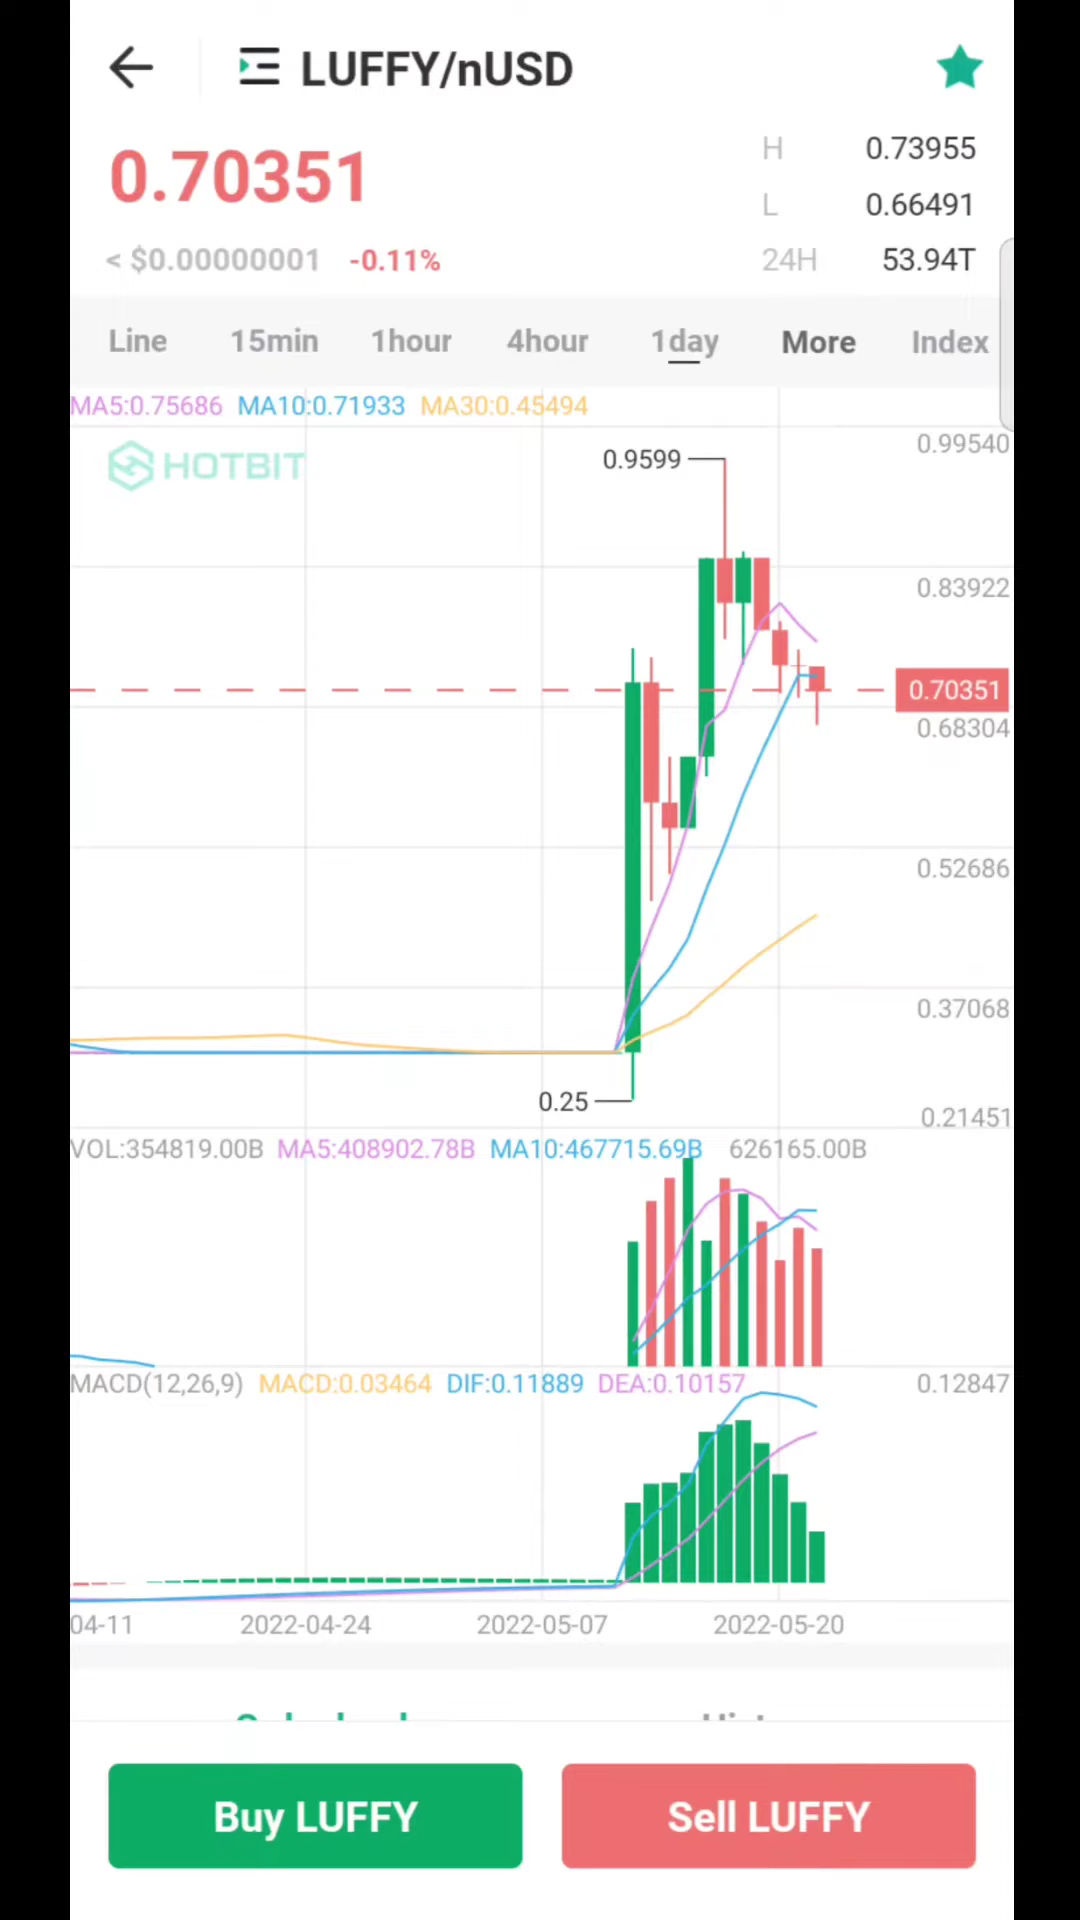 LUFFY/nUSD
0.70351
H 0.73955
L 0.66491
< $0.00000001 -0.11%
24H 53.94T
Line 15min 1hour 4hour 1day More Index
MA5:0.75686 MA10:0.71933 MA30:0.45494
0.99540
HOTBIT
0.9599
0.83922
0.70351
0.68304
0.52686
0.37068
0.25
0.21451
VOL:354819.00B MA5:408902.78B MA10:467715.69B 626165.00B
MACD(12,26,9) MACD:0.03464 DIF:0.11889 DEA:0.10157 0.12847
04-11 2022-04-24 2022-05-07 2022-05-20
Buy LUFFY Sell LUFFY